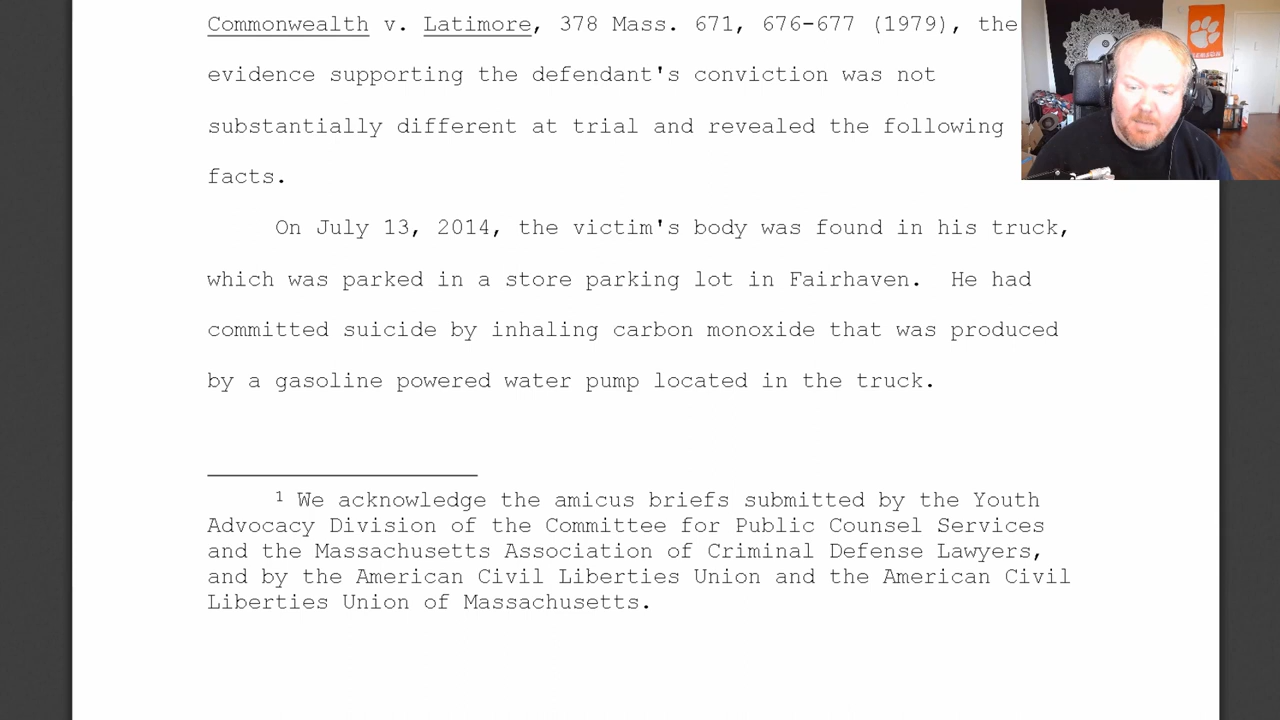 Commonwealth v. Latimore, 378 Mass. 671, 676-677 (1979), the
evidence supporting the defendant's conviction was not
substantially different at trial and revealed the following
facts.
On July 13, 2014, the victim's body was found in his truck,
which was parked in a store parking lot in Fairhaven.  He had
committed suicide by inhaling carbon monoxide that was produced
by a gasoline powered water pump located in the truck.
1 We acknowledge the amicus briefs submitted by the Youth
Advocacy Division of the Committee for Public Counsel Services
and the Massachusetts Association of Criminal Defense Lawyers,
and by the American Civil Liberties Union and the American Civil
Liberties Union of Massachusetts.
CLEMSON